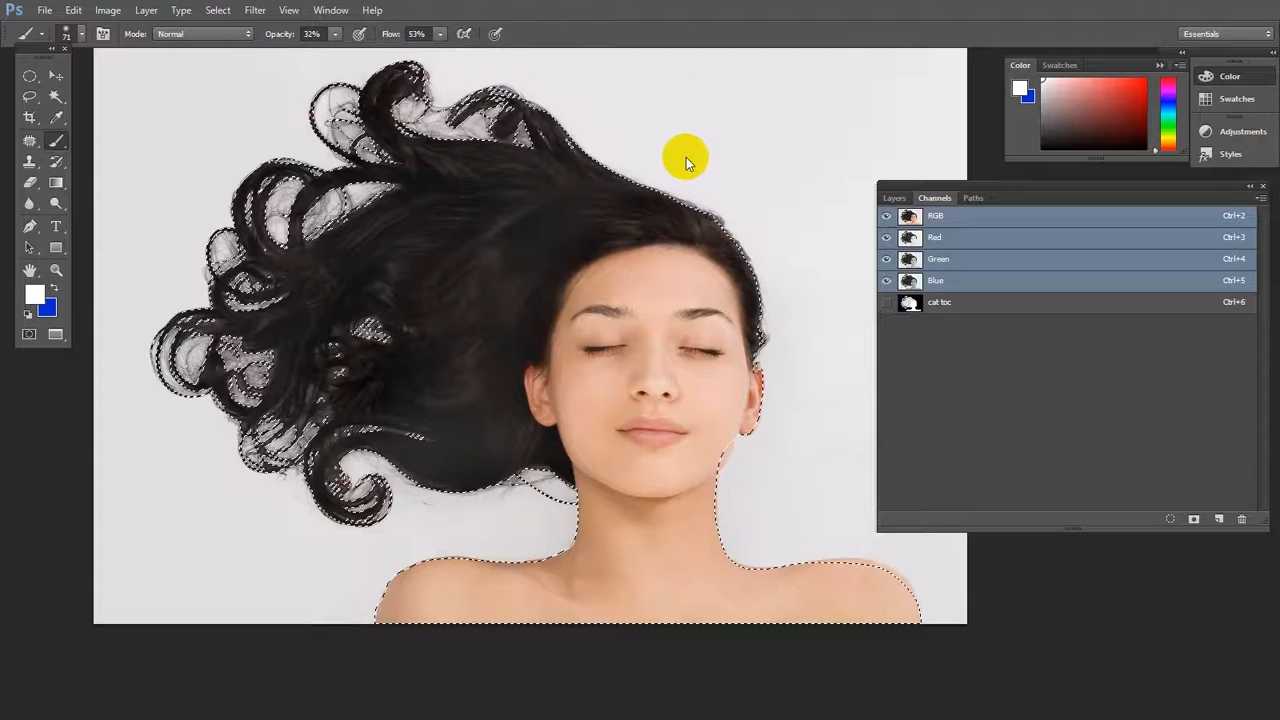 Ps File Edit Image Layer Type Select Filter View Window Help
71 Mode: Normal Opacity: 32% Flow: 53% Essentials
Color Swatches
Color
Swatches
Adjustments
Styles
Layers Channels Paths
RGB Ctrl+2
Red Ctrl+3
Green Ctrl+4
Blue Ctrl+5
cat toc Ctrl+6
T